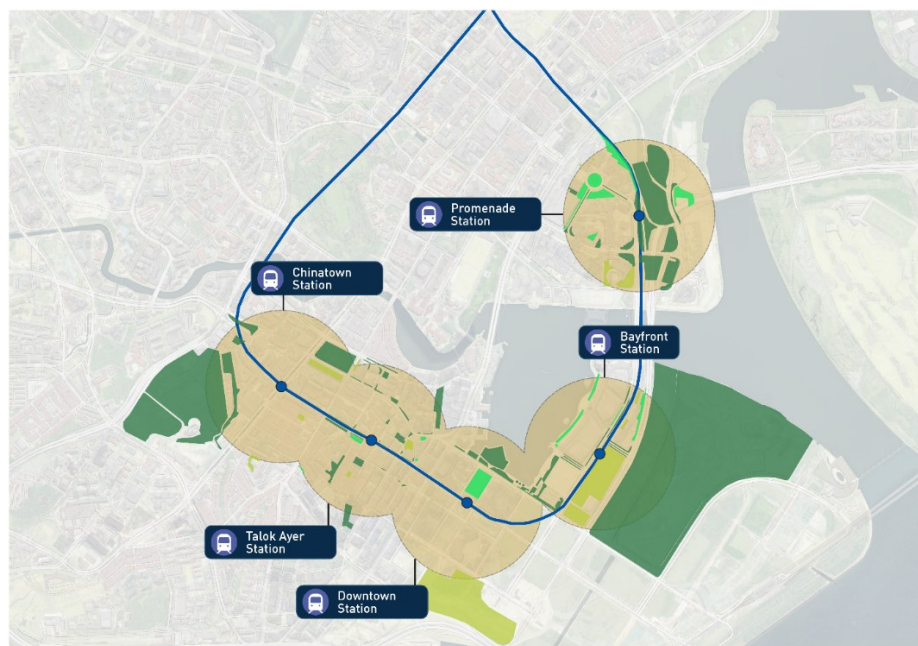 Promenade
Station
Chinatown
Station
Bayfront
Station
Talok Ayer
Station
Downtown
Station